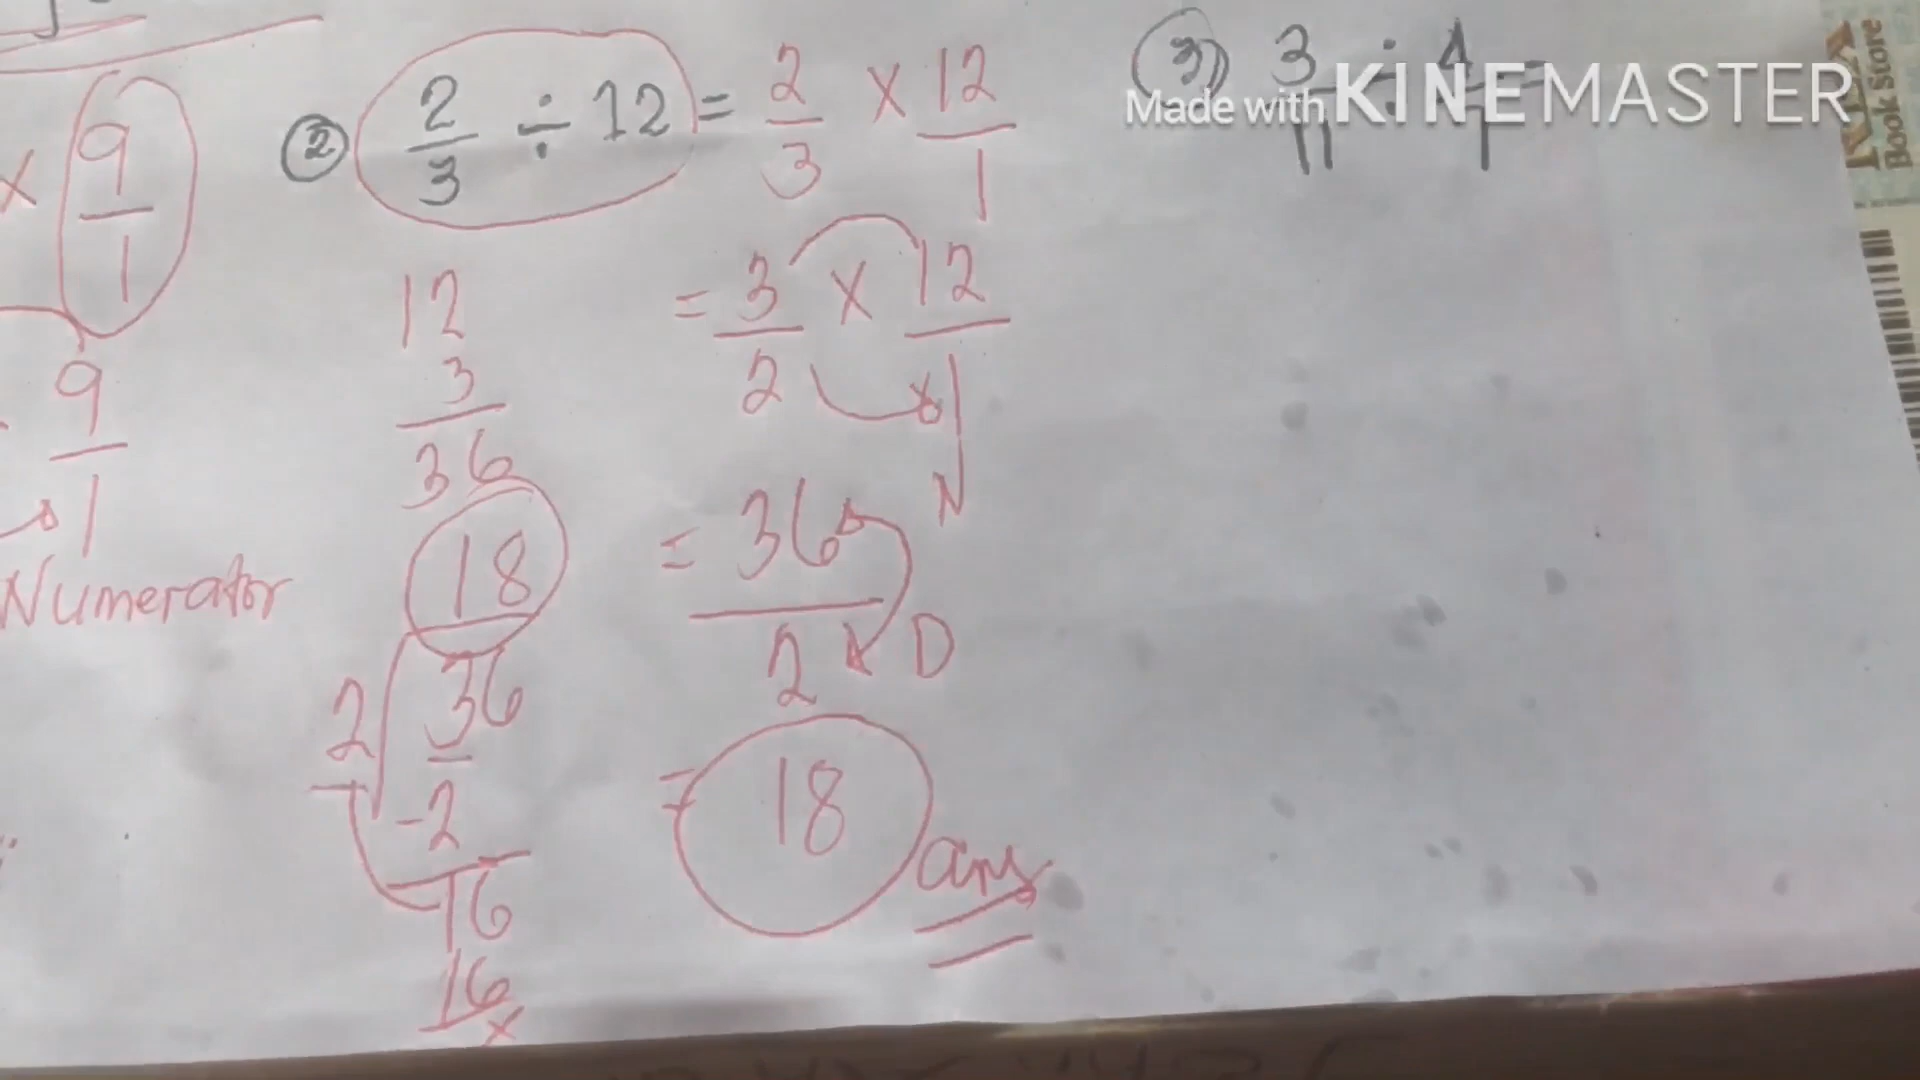 × 9/1
9/1
1
Numerator
② 2/3 ÷ 12 = 2/3 × 12/1
= 3/2 × 12/1
N
= 36/2
D
= 18 ans
12
3
36
18
2 36
-2
16
16
×
3) 3/11 ÷ 4/1 =
Made with KINEMASTER
Book Store